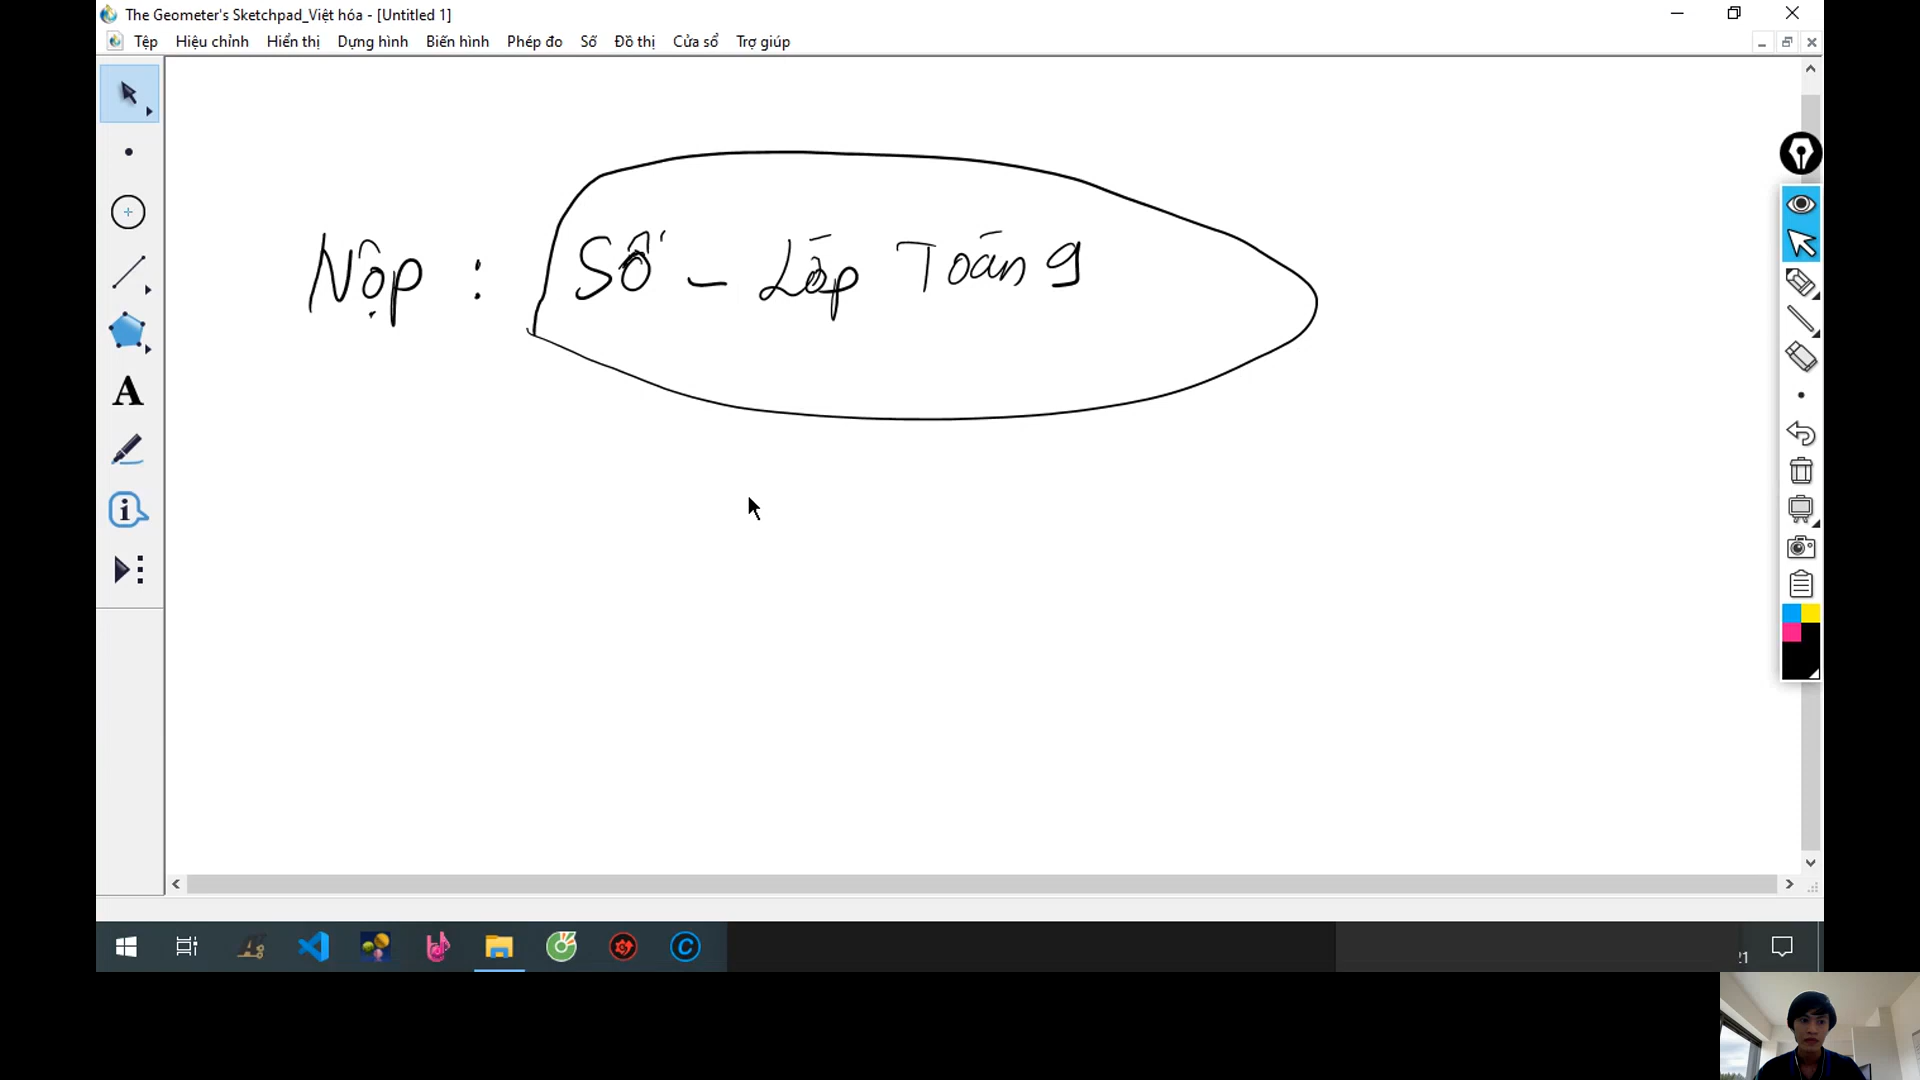 The Geometer's Sketchpad_Việt hóa - [Untitled 1]
Tệp Hiệu chỉnh Hiển thị Dựng hình Biến hình Phép đo Số Đồ thị Cửa sổ Trợ giúp
Nộp : Số - Lớp Toán 9
A
21